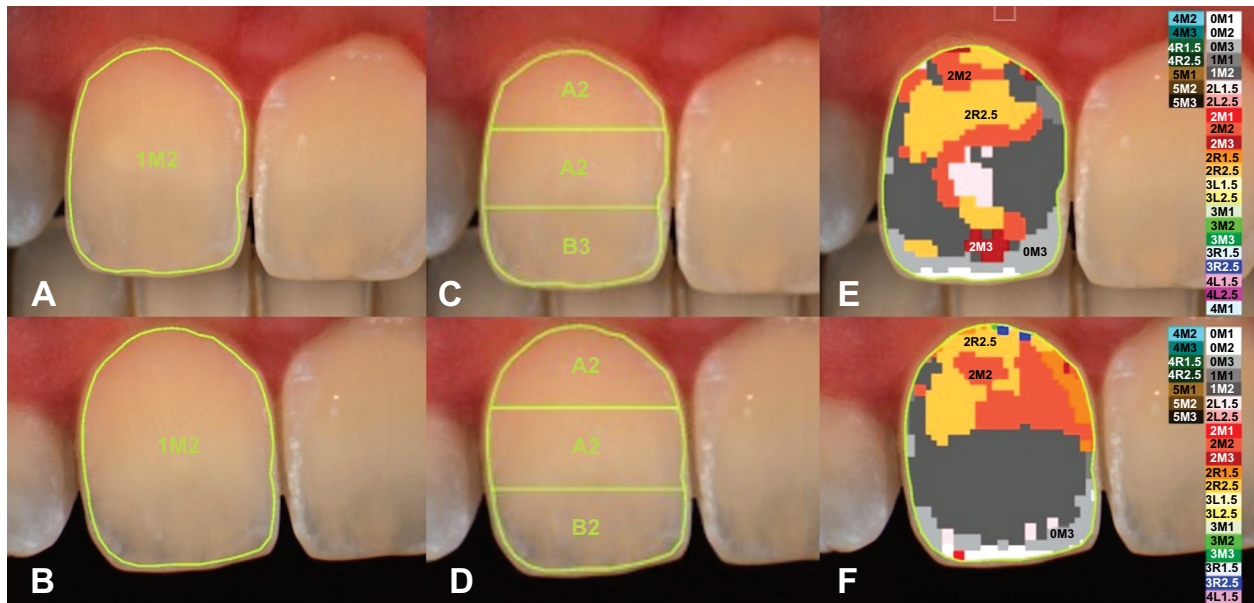 1M2
A
A2
A2
B3
C
2M2
2R2.5
2M3
0M3
E
4M2 0M1
4M3 0M2
4R1.5 0M3
4R2.5 1M1
5M1 1M2
5M2 2L1.5
5M3 2L2.5
2M1
2M2
2M3
2R1.5
2R2.5
3L1.5
3L2.5
3M1
3M2
3M3
3R1.5
3R2.5
4L1.5
4L2.5
4M1
1M2
B
A2
A2
B2
D
2R2.5
2M2
0M3
F
4M2 0M1
4M3 0M2
4R1.5 0M3
4R2.5 1M1
5M1 1M2
5M2 2L1.5
5M3 2L2.5
2M1
2M2
2M3
2R1.5
2R2.5
3L1.5
3L2.5
3M1
3M2
3M3
3R1.5
3R2.5
4L1.5